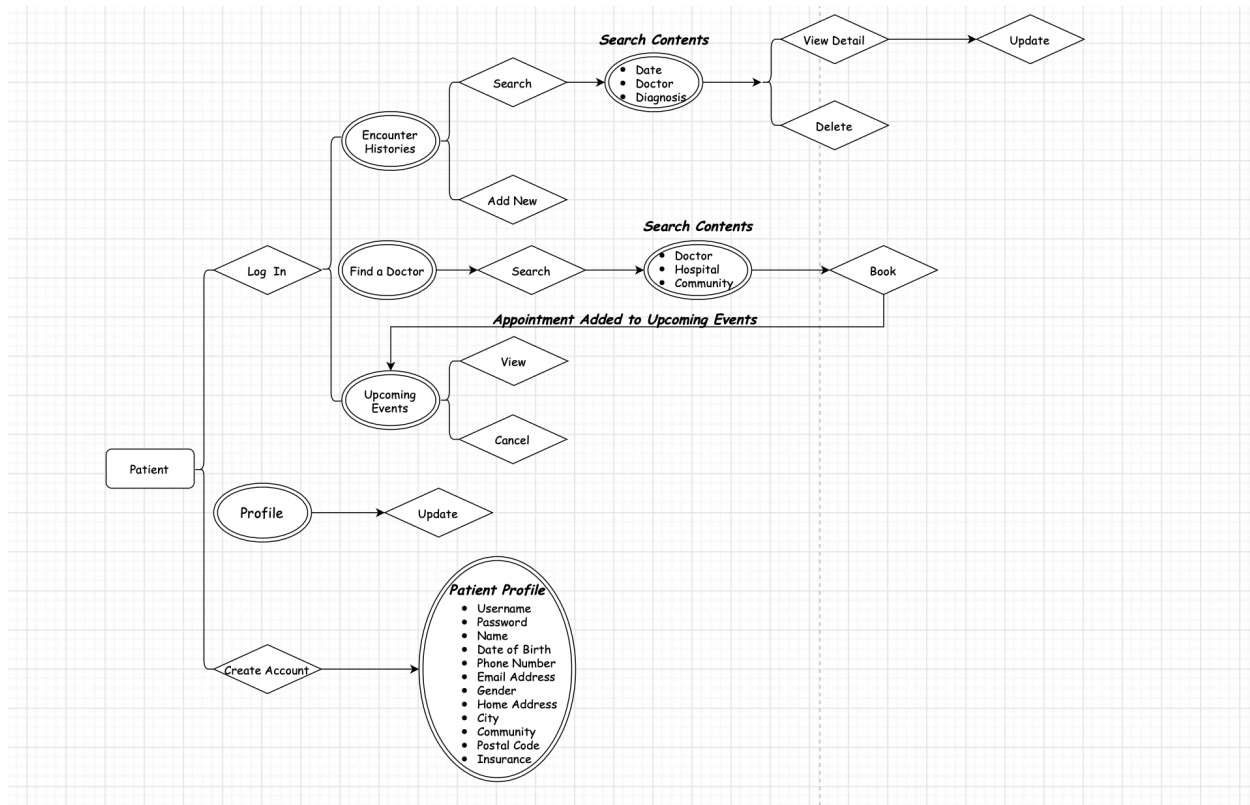 Search Contents
• Date
• Doctor
• Diagnosis
View Detail
Update
Search
Delete
Encounter
Histories
Add New
Search Contents
• Doctor
• Hospital
• Community
Log In
Find a Doctor
Search
Book
Appointment Added to Upcoming Events
View
Upcoming
Events
Cancel
Patient
Profile
Update
Patient Profile
• Username
• Password
• Name
• Date of Birth
• Phone Number
• Email Address
• Gender
• Home Address
• City
• Community
• Postal Code
• Insurance
Create Account